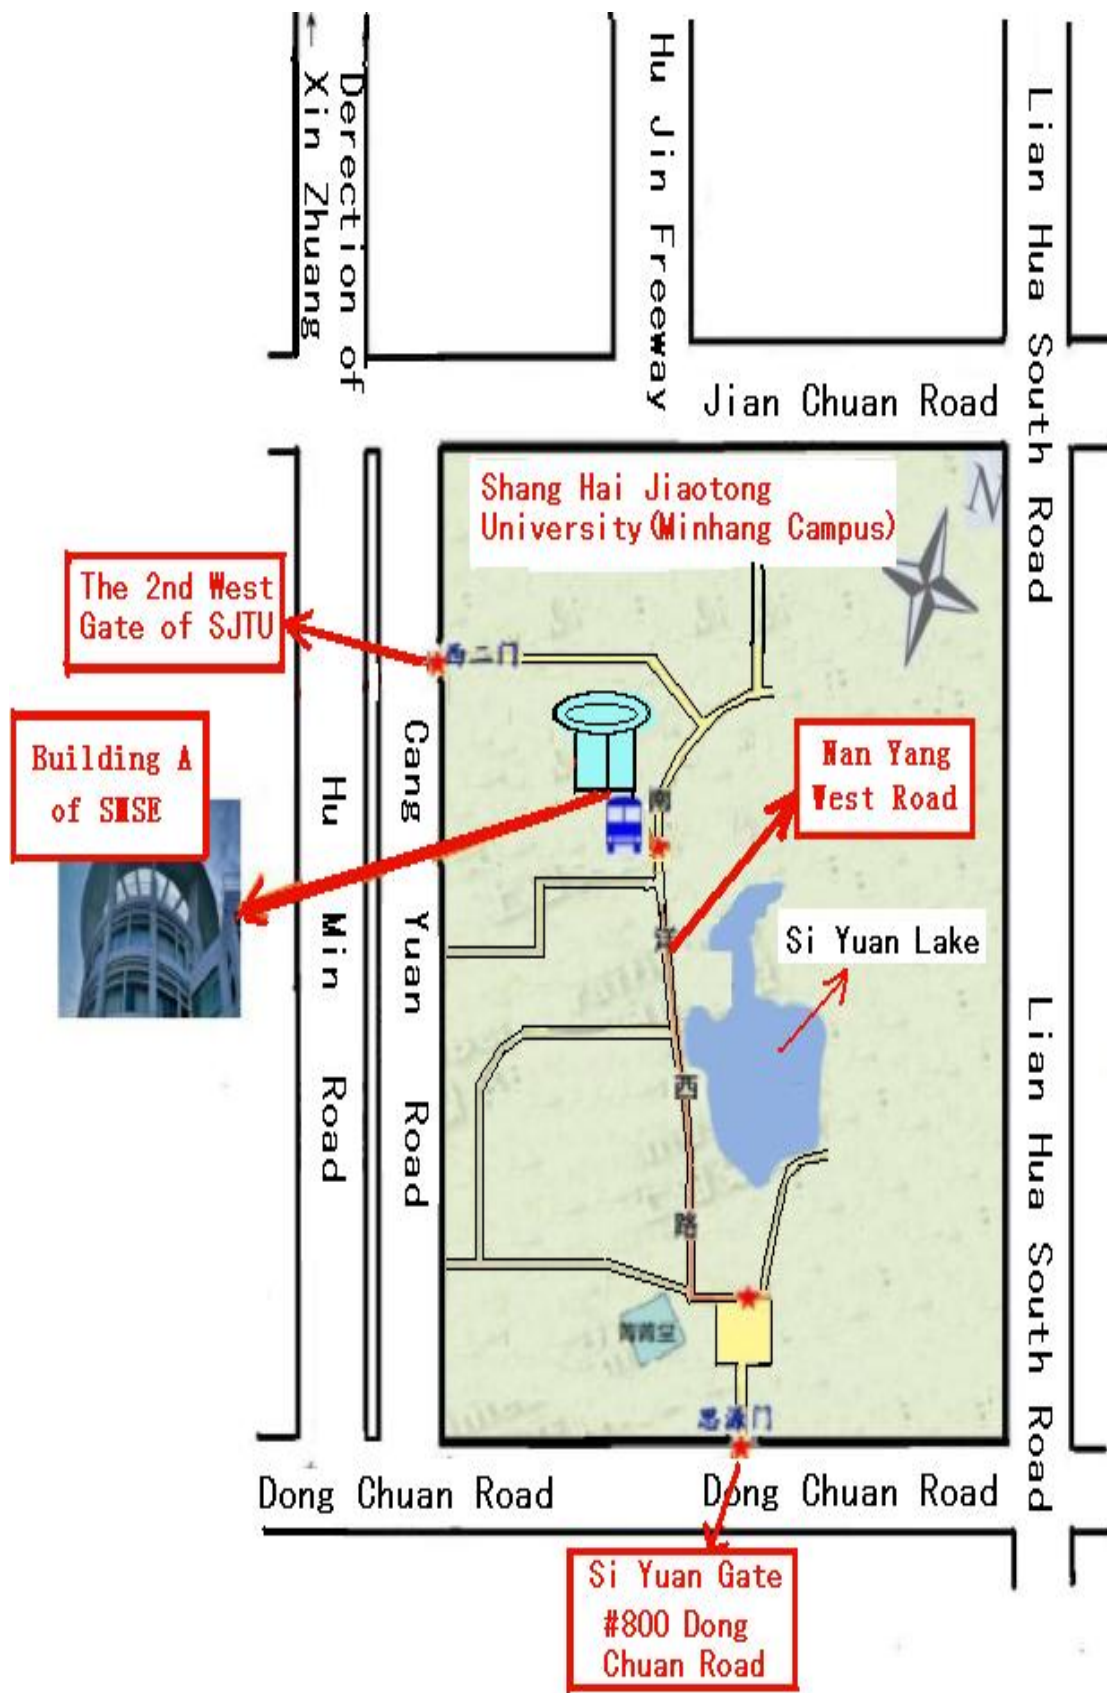 ← Xin Zhuang
Derection of
Hu Jin Freeway
Lian Hua South Road
Jian Chuan Road
Shang Hai Jiaotong
University(Minhang Campus)
N
The 2nd West
Gate of SJTU
西二门
Building A
of SMSE
Hu Min Road
Cang Yuan Road
Nan Yang
West Road
南
洋
西
路
Si Yuan Lake
Lian Hua South Road
菁菁堂
思源门
Dong Chuan Road
Dong Chuan Road
Si Yuan Gate
#800 Dong
Chuan Road